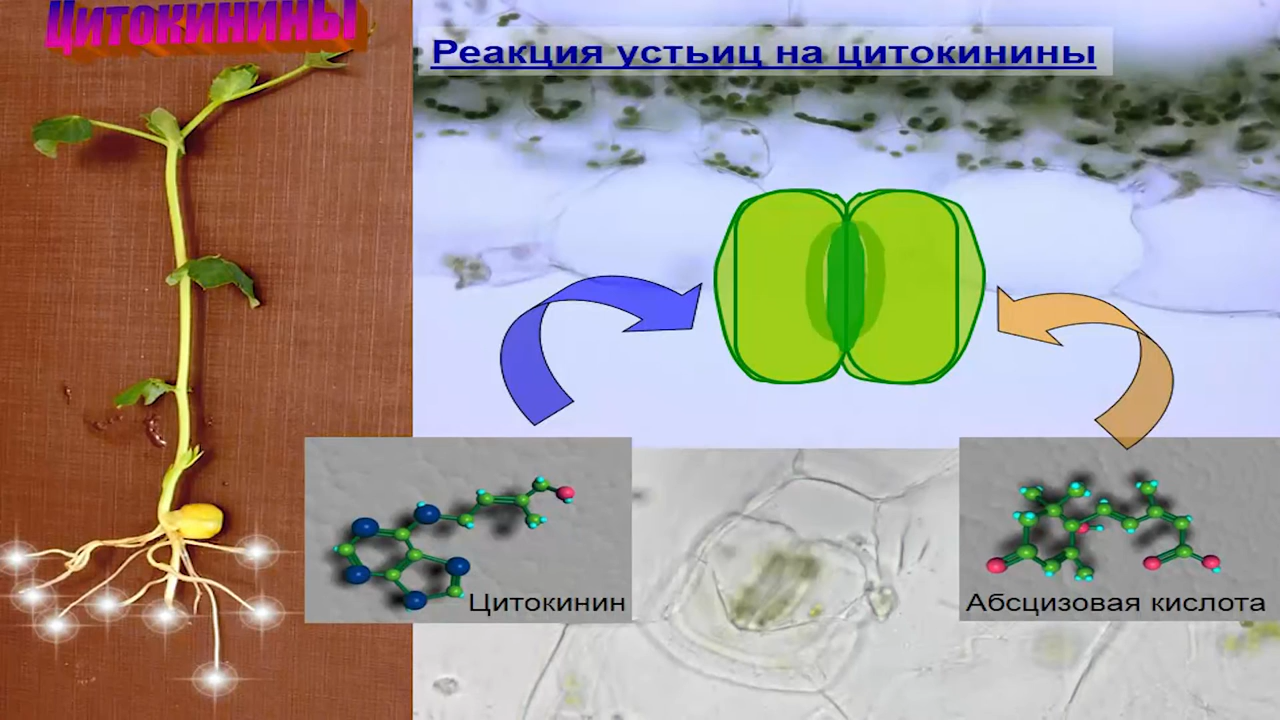 Цитокинины
Реакция устьиц на цитокинины
Цитокинин
Абсцизовая кислота